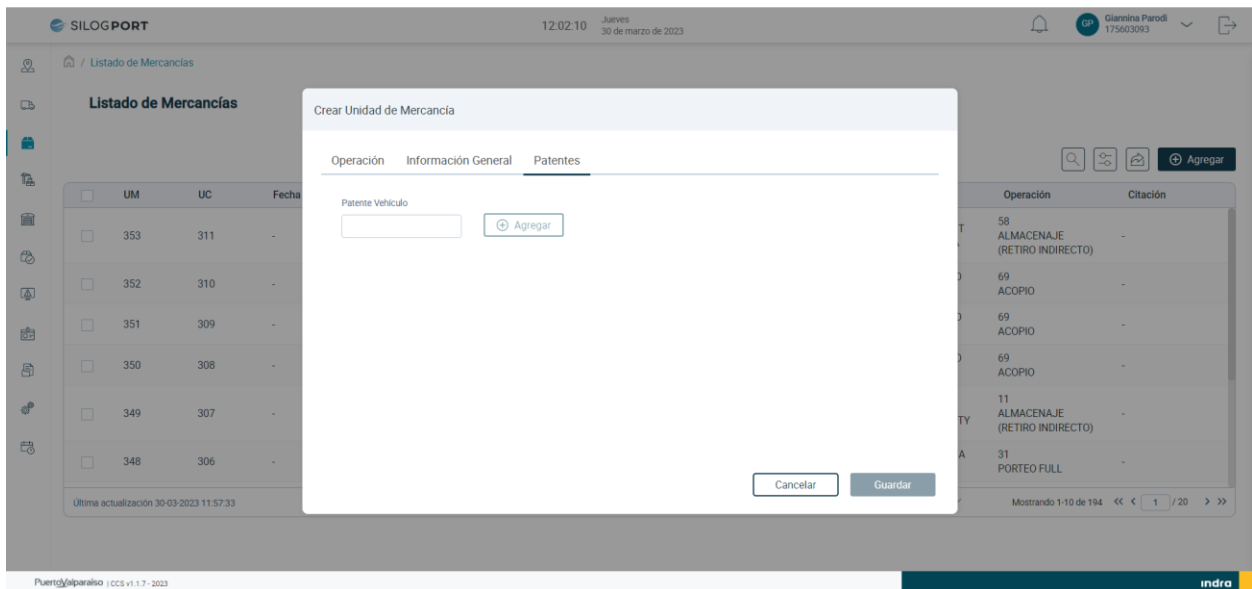 SILOGPORT
12:02:10
Jueves
30 de marzo de 2023
GP
Giannina Parodi
175603093
/ Listado de Mercancías
Listado de Mercancías
Crear Unidad de Mercancía
Operación Información General Patentes
Patente Vehículo
Agregar
Cancelar Guardar
Agregar
UM UC Fecha Operación Citación
353 311 - T 58 ALMACENAJE (RETIRO INDIRECTO) -
352 310 - 69 ACOPIO -
351 309 - 69 ACOPIO -
350 308 - 69 ACOPIO -
349 307 - TY 11 ALMACENAJE (RETIRO INDIRECTO) -
348 306 - A 31 PORTEO FULL -
Última actualización 30-03-2023 11:57:33
Mostrando 1-10 de 194 << < 1 / 20 > >>
PuertoValparaíso | CCS v1.1.7 - 2023
indra